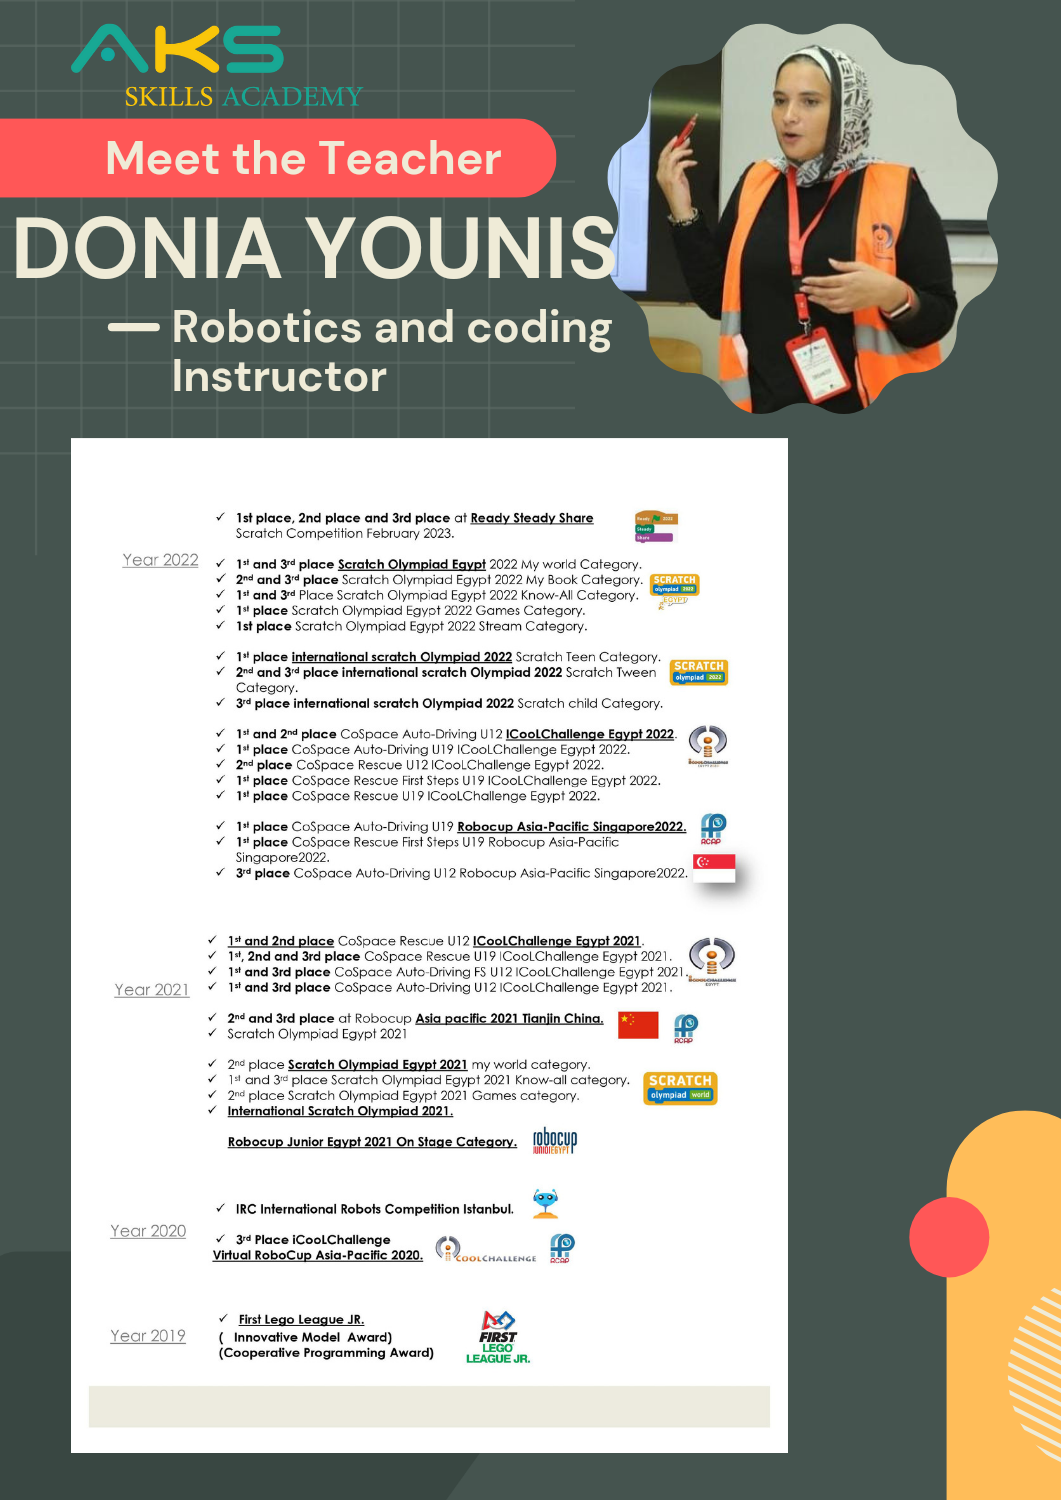 AKS
SKILLS ACADEMY
Meet the Teacher
DONIA YOUNIS
Robotics and coding
Instructor
Year 2022
✓ 1st place, 2nd place and 3rd place at Ready Steady Share
Scratch Competition February 2023.
Ready 2022
Steady
Share
✓ 1st and 3rd place Scratch Olympiad Egypt 2022 My world Category.
✓ 2nd and 3rd place Scratch Olympiad Egypt 2022 My Book Category.
✓ 1st and 3rd Place Scratch Olympiad Egypt 2022 Know-All Category.
✓ 1st place Scratch Olympiad Egypt 2022 Games Category.
✓ 1st place Scratch Olympiad Egypt 2022 Stream Category.
SCRATCH
olympiad 2022
EGYPT
✓ 1st place international scratch Olympiad 2022 Scratch Teen Category.
✓ 2nd and 3rd place international scratch Olympiad 2022 Scratch Tween
Category.
✓ 3rd place international scratch Olympiad 2022 Scratch child Category.
SCRATCH
olympiad 2022
✓ 1st and 2nd place CoSpace Auto-Driving U12 ICooLChallenge Egypt 2022.
✓ 1st place CoSpace Auto-Driving U19 ICooLChallenge Egypt 2022.
✓ 2nd place CoSpace Rescue U12 ICooLChallenge Egypt 2022.
✓ 1st place CoSpace Rescue First Steps U19 ICooLChallenge Egypt 2022.
✓ 1st place CoSpace Rescue U19 ICooLChallenge Egypt 2022.
✓ 1st place CoSpace Auto-Driving U19 Robocup Asia-Pacific Singapore2022.
✓ 1st place CoSpace Rescue First Steps U19 Robocup Asia-Pacific
Singapore2022.
✓ 3rd place CoSpace Auto-Driving U12 Robocup Asia-Pacific Singapore2022.
RCAP
Year 2021
✓ 1st and 2nd place CoSpace Rescue U12 ICooLChallenge Egypt 2021.
✓ 1st, 2nd and 3rd place CoSpace Rescue U19 ICooLChallenge Egypt 2021.
✓ 1st and 3rd place CoSpace Auto-Driving FS U12 ICooLChallenge Egypt 2021.
✓ 1st and 3rd place CoSpace Auto-Driving U12 ICooLChallenge Egypt 2021.
ICOOLCHALLENGE
EGYPT
✓ 2nd and 3rd place at Robocup Asia pacific 2021 Tianjin China.
✓ Scratch Olympiad Egypt 2021
RCAP
✓ 2nd place Scratch Olympiad Egypt 2021 my world category.
✓ 1st and 3rd place Scratch Olympiad Egypt 2021 Know-all category.
✓ 2nd place Scratch Olympiad Egypt 2021 Games category.
✓ International Scratch Olympiad 2021.
SCRATCH
olympiad world
Robocup Junior Egypt 2021 On Stage Category.
robocup
JUNIOR EGYPT
Year 2020
✓ IRC International Robots Competition Istanbul.
✓ 3rd Place iCooLChallenge
Virtual RoboCup Asia-Pacific 2020.
ICOOLCHALLENGE
RCAP
Year 2019
✓ First Lego League JR.
( Innovative Model Award)
(Cooperative Programming Award)
FIRST
LEGO
LEAGUE JR.